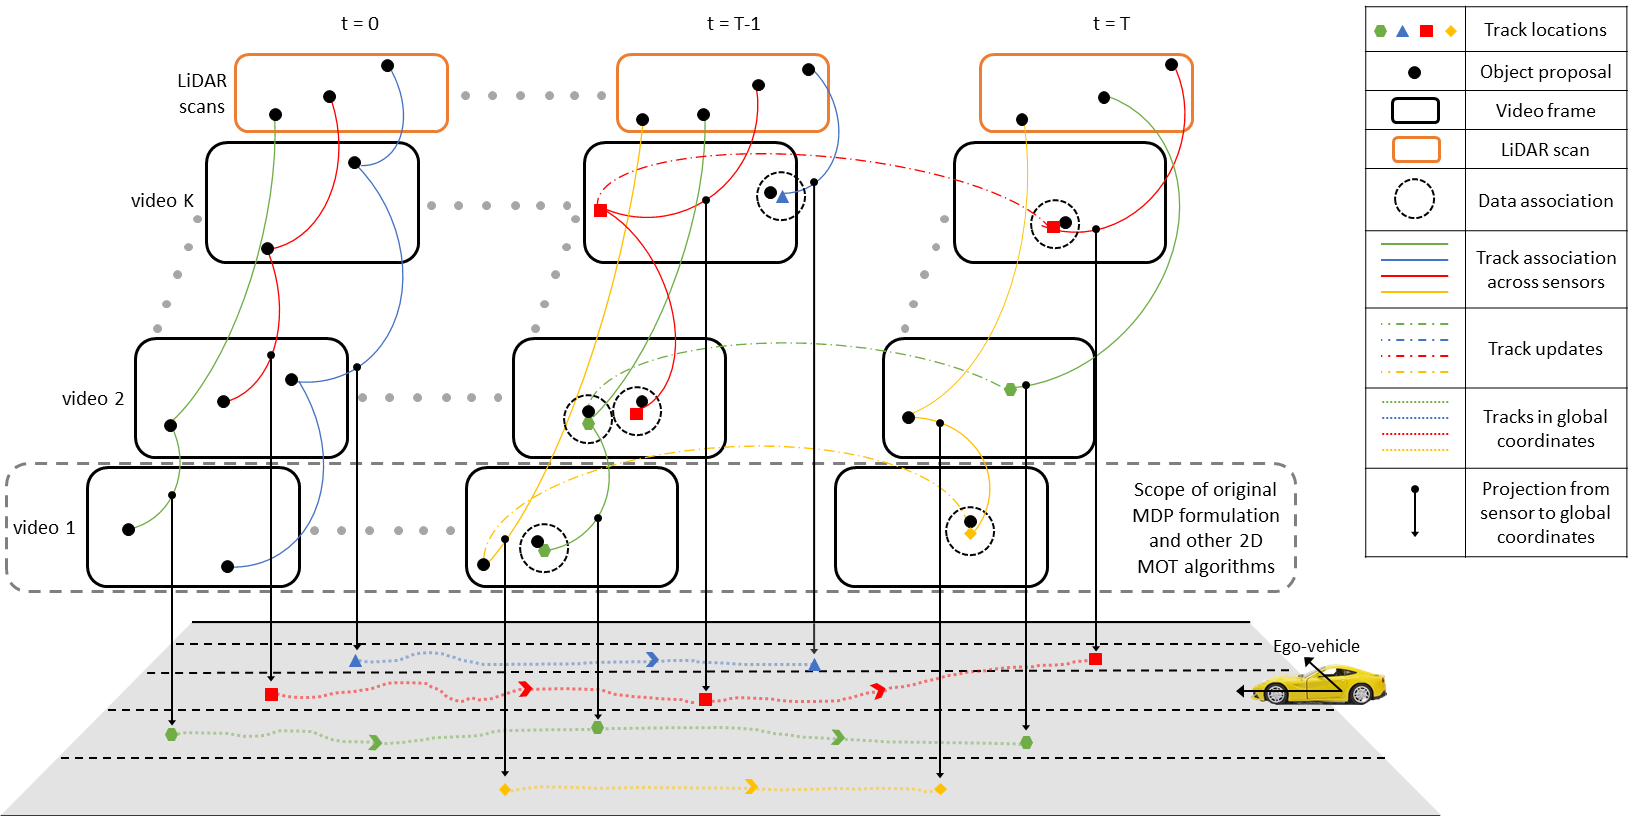 t = 0
t = T-1
t = T
LiDAR
scans
video K
video 2
video 1
Scope of original
MDP formulation
and other 2D
MOT algorithms
Ego-vehicle
Track locations
Object proposal
Video frame
LiDAR scan
Data association
Track association
across sensors
Track updates
Tracks in global
coordinates
Projection from
sensor to global
coordinates